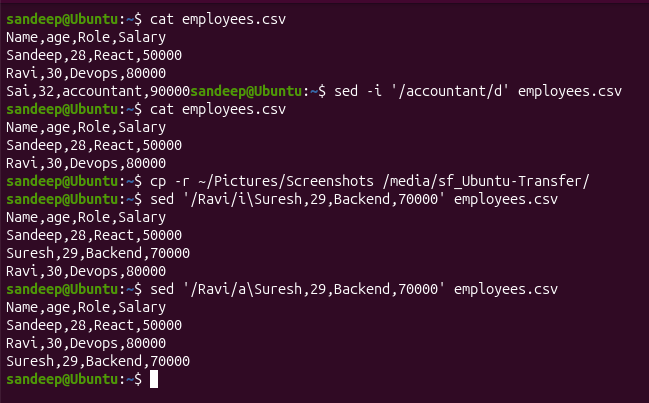 sandeep@Ubuntu:~$ cat employees.csv
Name,age,Role,Salary
Sandeep,28,React,50000
Ravi,30,Devops,80000
Sai,32,accountant,90000sandeep@Ubuntu:~$ sed -i '/accountant/d' employees.csv
sandeep@Ubuntu:~$ cat employees.csv
Name,age,Role,Salary
Sandeep,28,React,50000
Ravi,30,Devops,80000
sandeep@Ubuntu:~$ cp -r ~/Pictures/Screenshots /media/sf_Ubuntu-Transfer/
sandeep@Ubuntu:~$ sed '/Ravi/i\Suresh,29,Backend,70000' employees.csv
Name,age,Role,Salary
Sandeep,28,React,50000
Suresh,29,Backend,70000
Ravi,30,Devops,80000
sandeep@Ubuntu:~$ sed '/Ravi/a\Suresh,29,Backend,70000' employees.csv
Name,age,Role,Salary
Sandeep,28,React,50000
Ravi,30,Devops,80000
Suresh,29,Backend,70000
sandeep@Ubuntu:~$